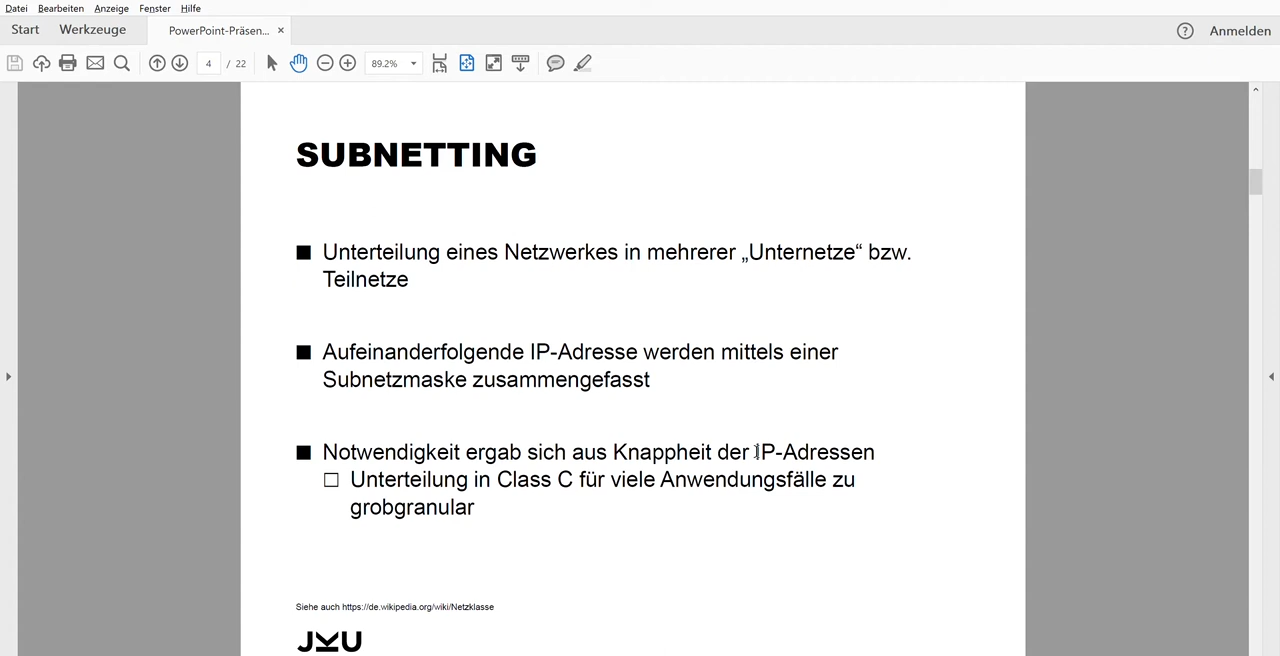 Datei Bearbeiten Anzeige Fenster Hilfe
Start Werkzeuge PowerPoint-Präsen... × ? Anmelden
4 / 22 89.2%
SUBNETTING
Unterteilung eines Netzwerkes in mehrerer „Unternetze“ bzw.
Teilnetze
Aufeinanderfolgende IP-Adresse werden mittels einer
Subnetzmaske zusammengefasst
Notwendigkeit ergab sich aus Knappheit der IP-Adressen
Unterteilung in Class C für viele Anwendungsfälle zu
grobgranular
Siehe auch https://de.wikipedia.org/wiki/Netzklasse
JKU